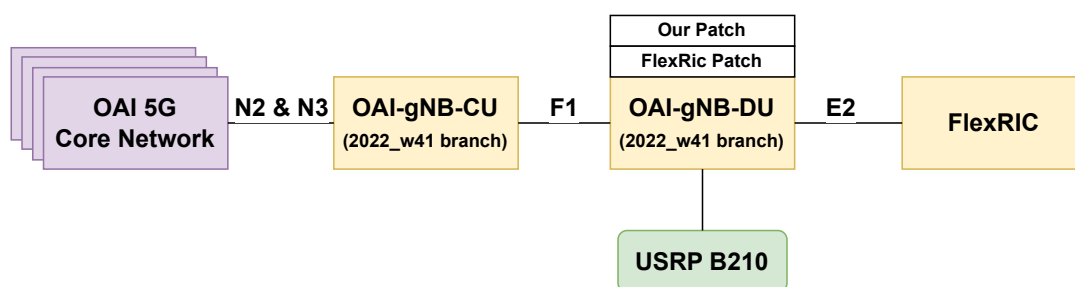 Our Patch
FlexRic Patch
OAI 5G
Core Network
N2 & N3
OAI-gNB-CU
(2022_w41 branch)
F1
OAI-gNB-DU
(2022_w41 branch)
E2
FlexRIC
USRP B210